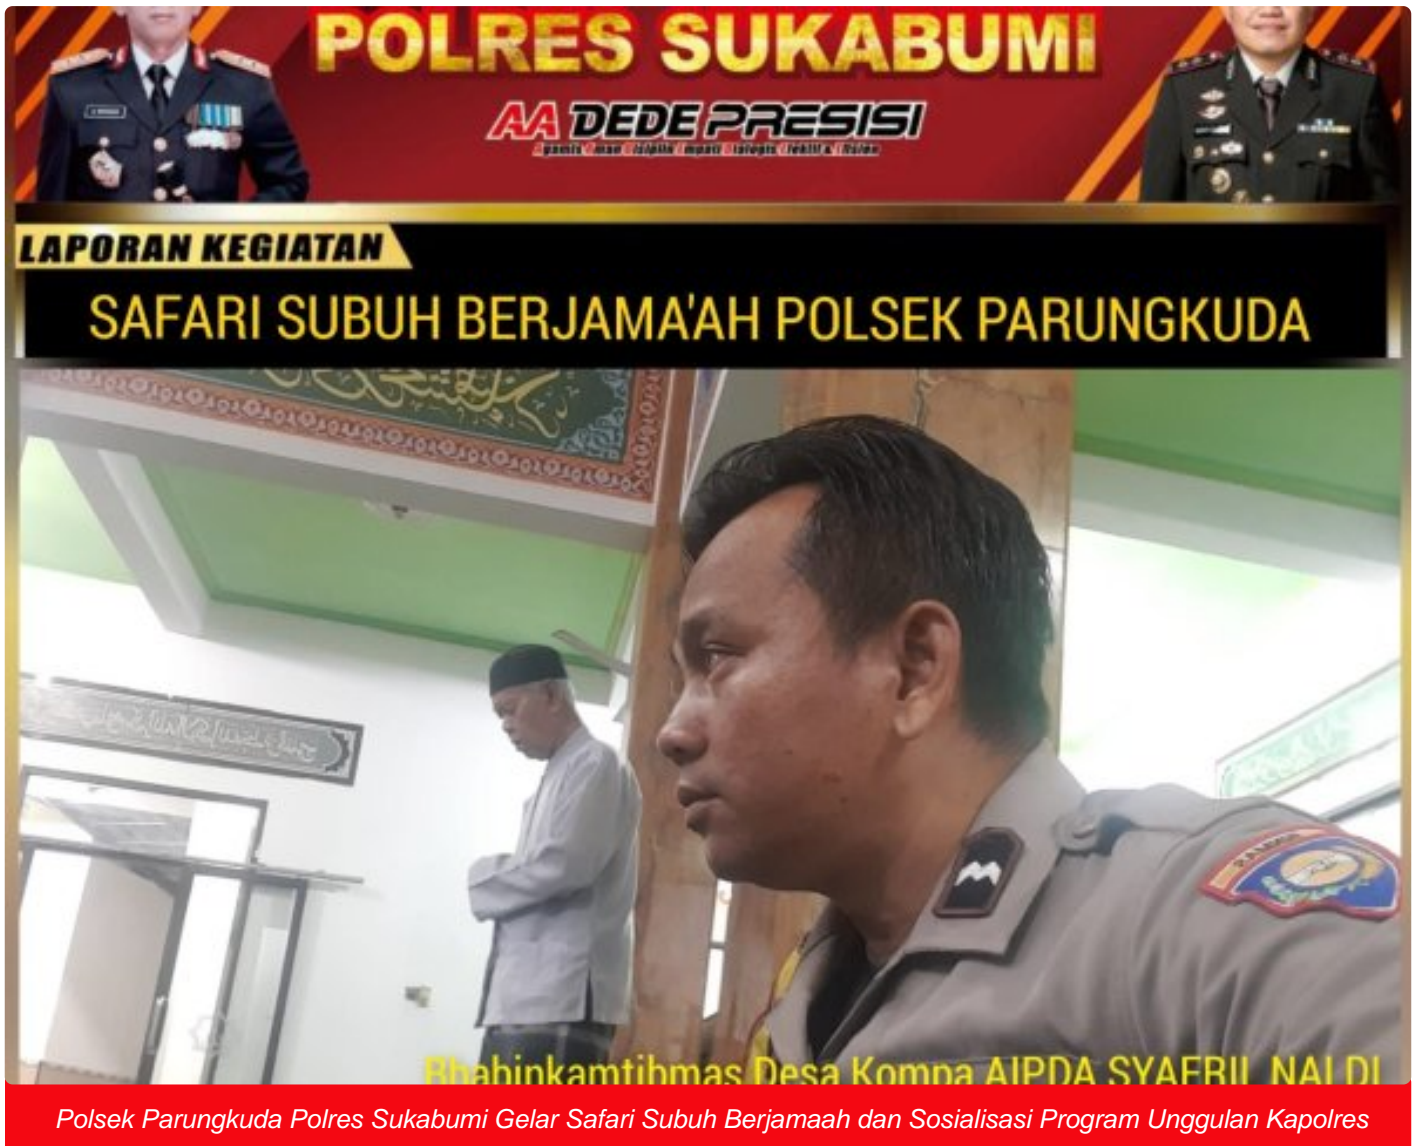 POLRES SUKABUMI
AA DEDE PRESISI
LAPORAN KEGIATAN
SAFARI SUBUH BERJAMA'AH POLSEK PARUNGKUDA
Bhabinkamtibmas Desa Kompa AIPDA SYAFRIL NALDI
Polsek Parungkuda Polres Sukabumi Gelar Safari Subuh Berjamaah dan Sosialisasi Program Unggulan Kapolres